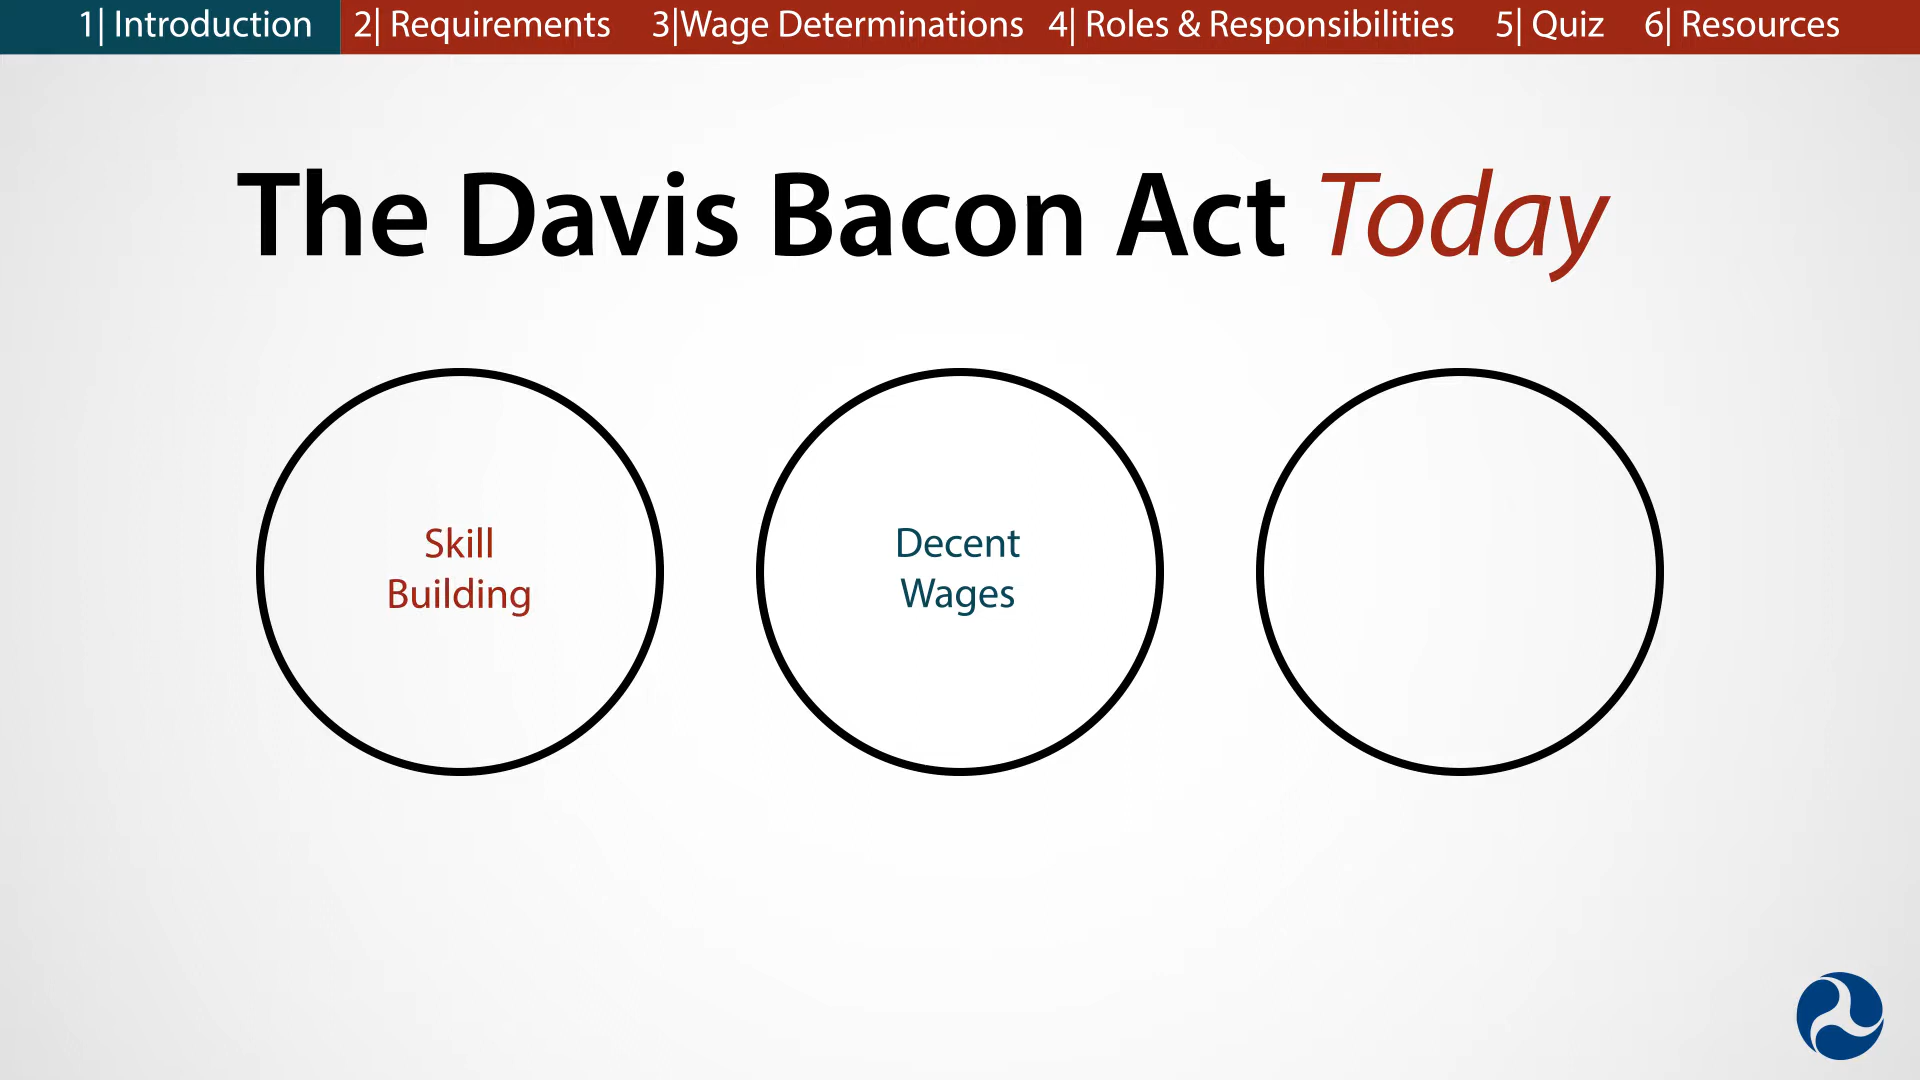 1| Introduction 2| Requirements 3|Wage Determinations 4| Roles & Responsibilities 5| Quiz 6| Resources
The Davis Bacon Act Today
Skill
Building
Decent
Wages